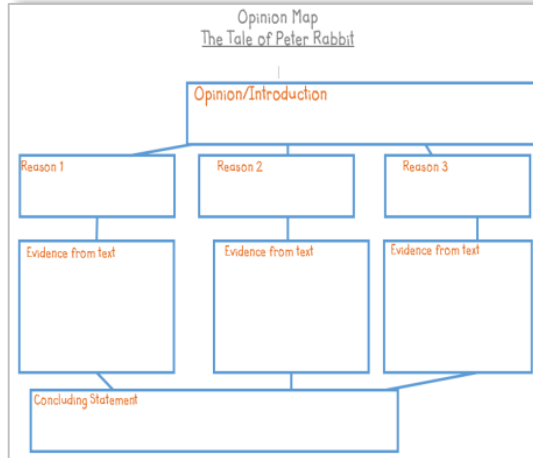 Opinion Map
The Tale of Peter Rabbit
Opinion/Introduction
Reason 1
Reason 2
Reason 3
Evidence from text
Evidence from text
Evidence from text
Concluding Statement